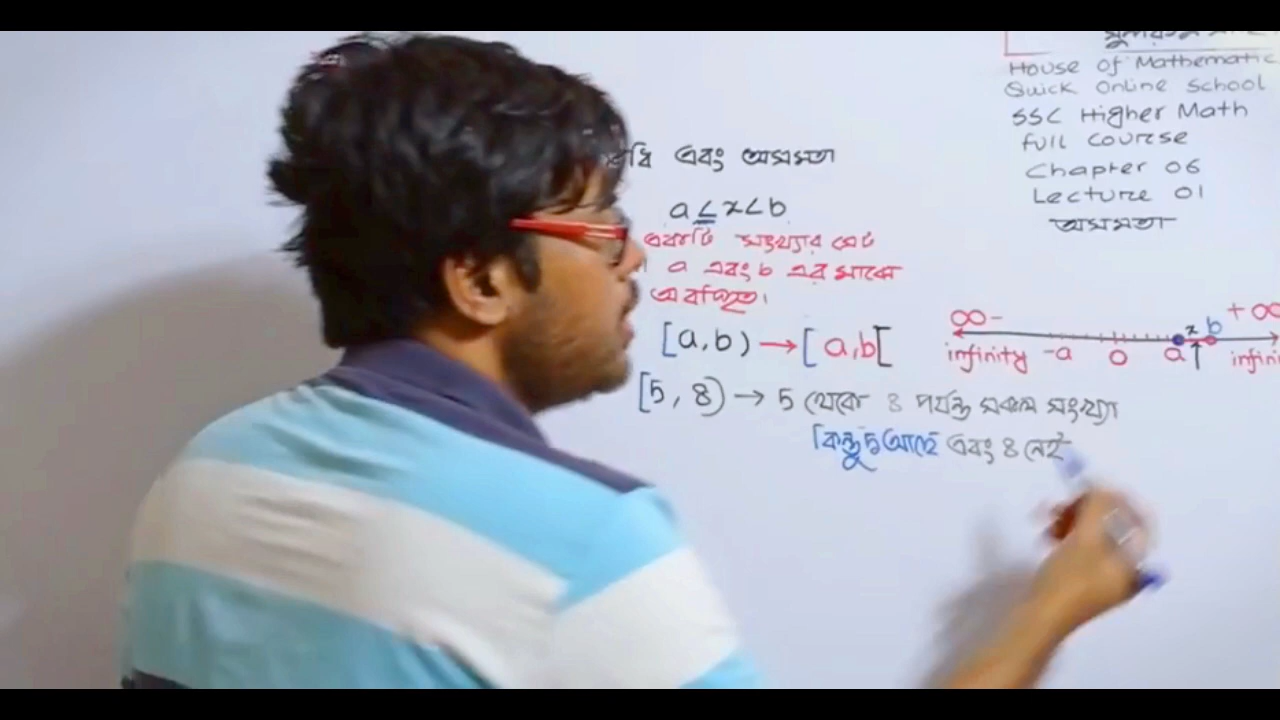 House of Mathematic
Quick Online School
SSC Higher Math
Full Course
Chapter 06
Lecture 01
অসমতা
এবং অসমতা
a ≤ x < b
একটি সংখ্যার সেট
a এবং b এর মাঝে
অবস্থিত।
[a, b) → [a, b[
[5, 8) → 5 থেকে 8 পর্যন্ত সকল সংখ্যা
কিন্তু 5 আছে এবং 8 নেই
∞- x b +∞
infinity -a 0 a